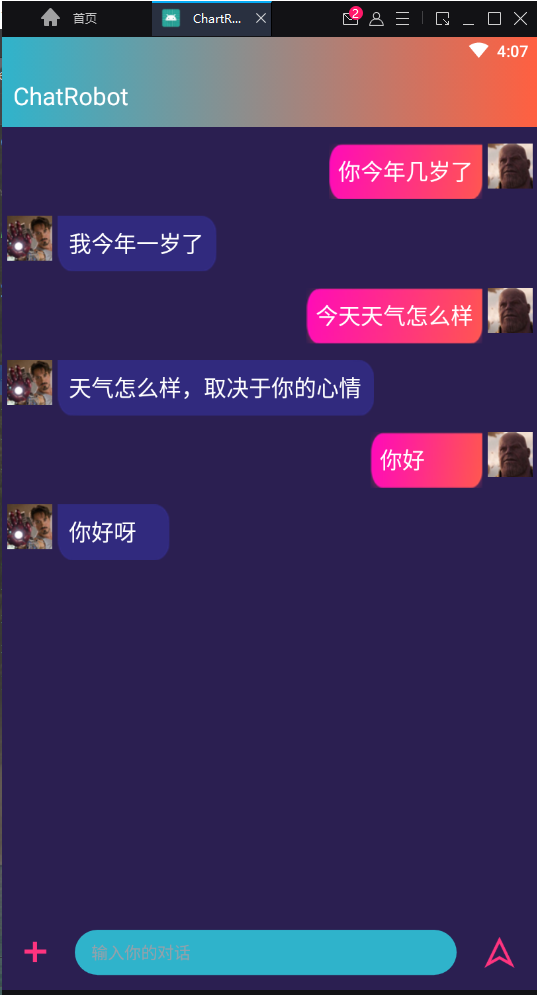 首页
ChartR...
2
4:07
ChatRobot
你今年几岁了
我今年一岁了
今天天气怎么样
天气怎么样，取决于你的心情
你好
你好呀
输入你的对话